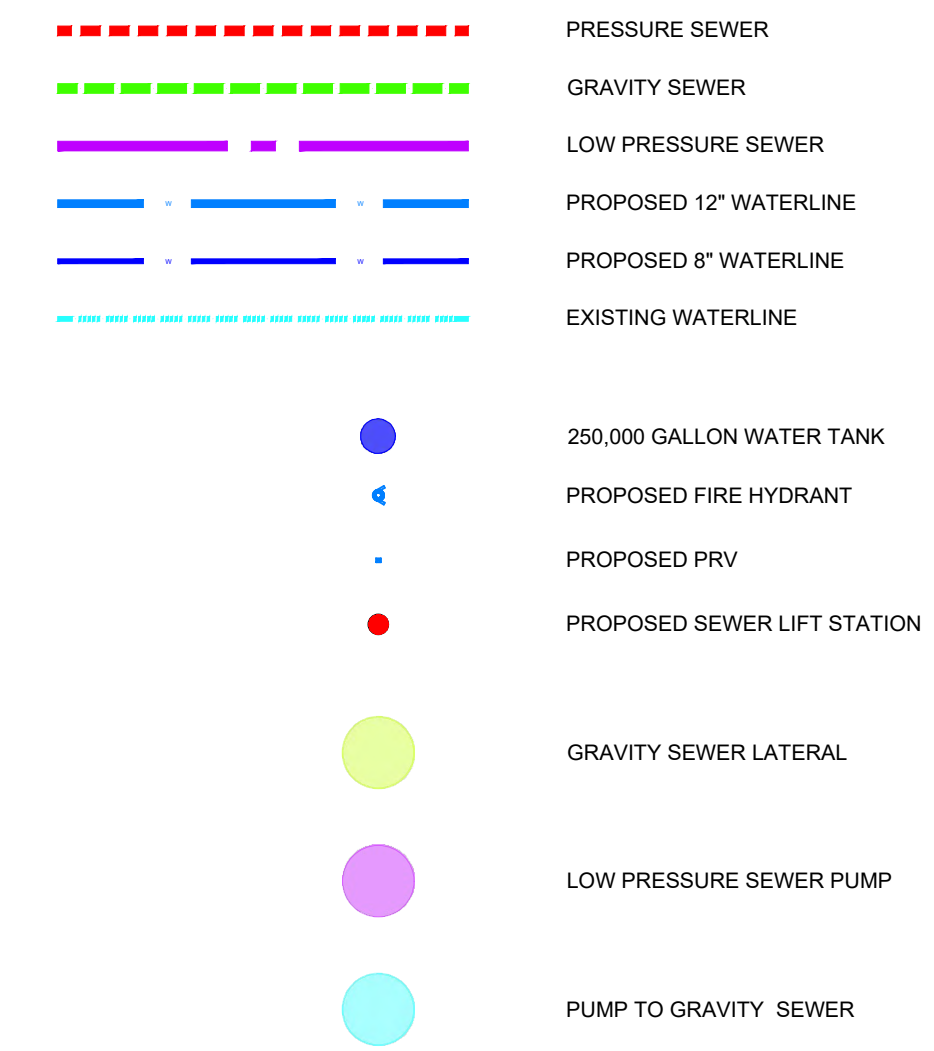 PRESSURE SEWER
GRAVITY SEWER
LOW PRESSURE SEWER
W W PROPOSED 12" WATERLINE
W W PROPOSED 8" WATERLINE
EXISTING WATERLINE
250,000 GALLON WATER TANK
PROPOSED FIRE HYDRANT
PROPOSED PRV
PROPOSED SEWER LIFT STATION
GRAVITY SEWER LATERAL
LOW PRESSURE SEWER PUMP
PUMP TO GRAVITY  SEWER